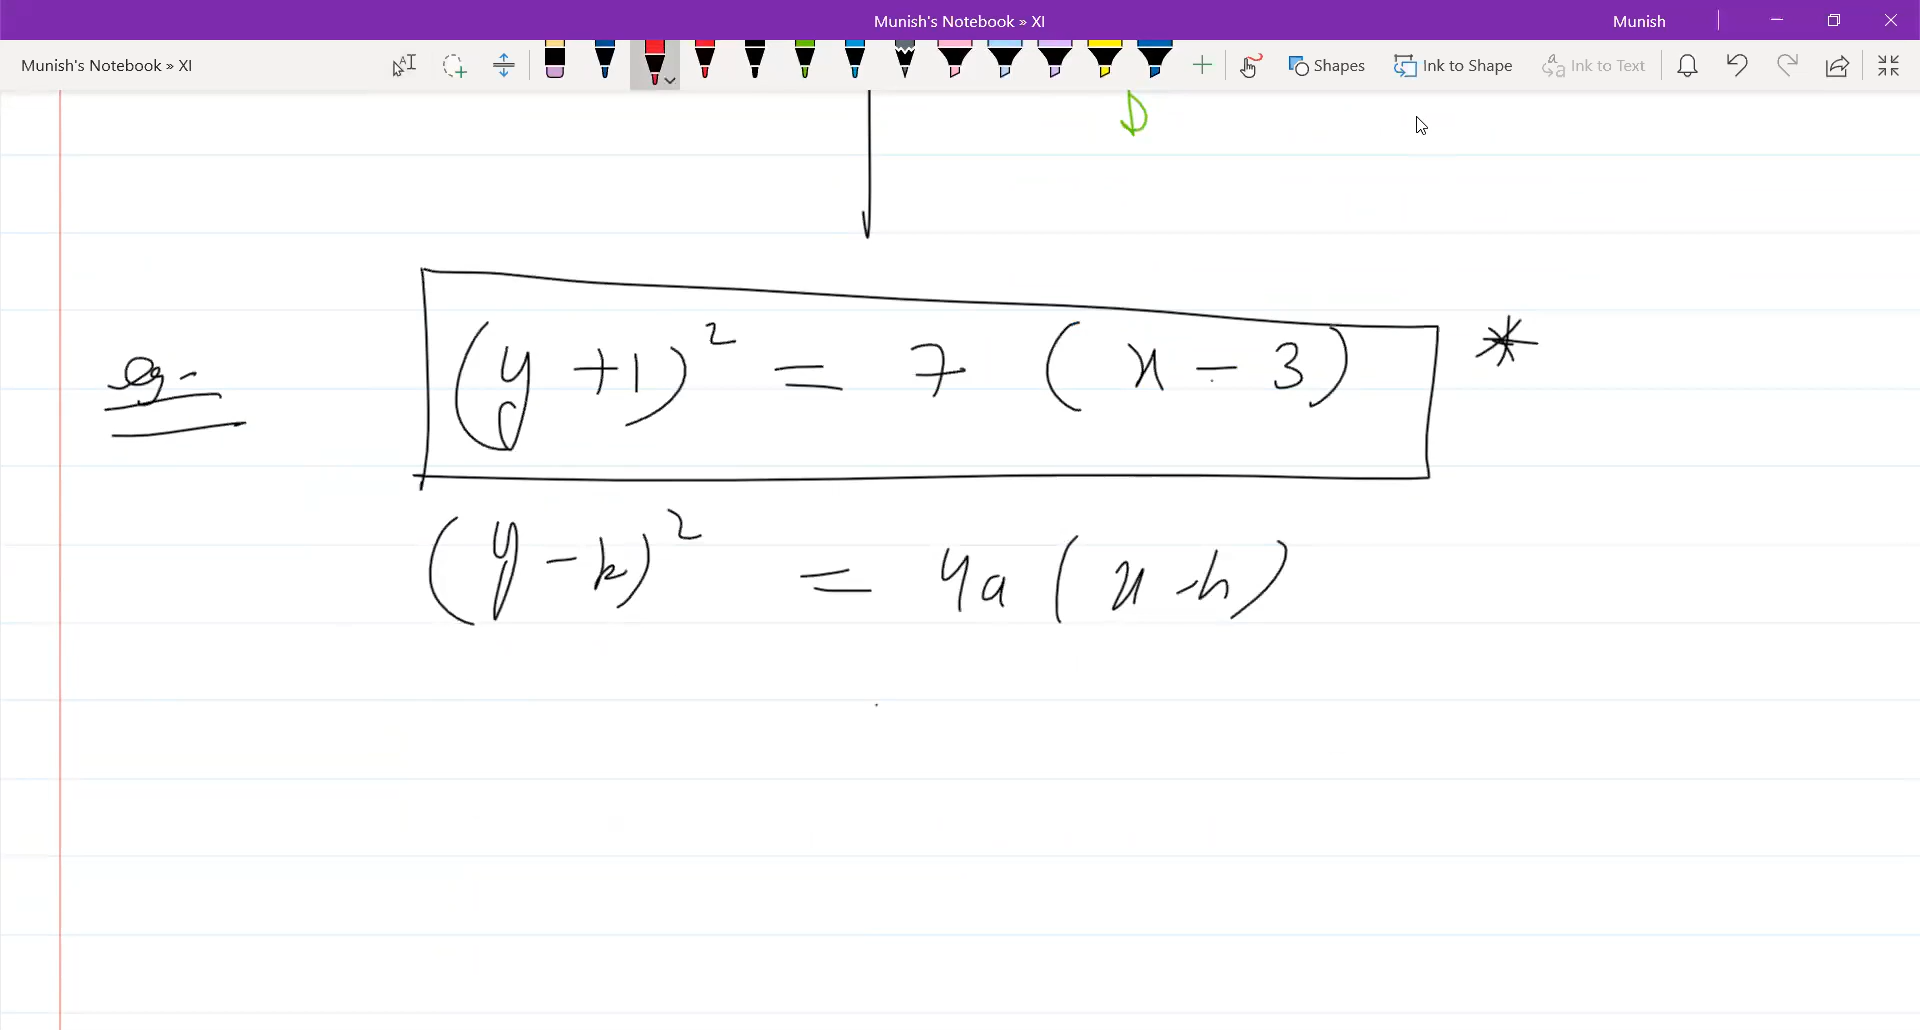 Munish's Notebook » XI
Munish
Munish's Notebook » XI
Shapes
Ink to Shape
Ink to Text
D
eg-
(y+1)² = 7 (x-3) *
(y-k)² = 4a (x-h)